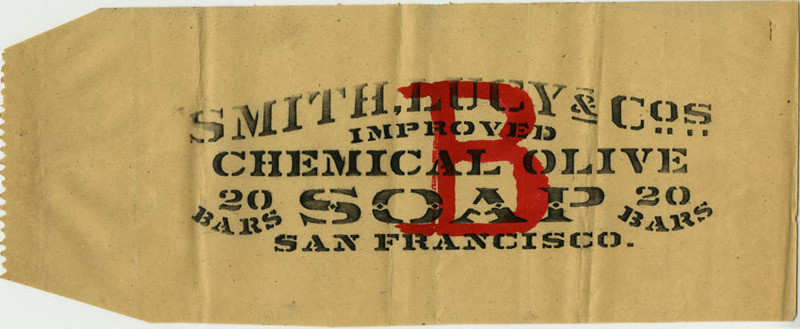 SMITH, LUCY & COS
IMPROVED
CHEMICAL OLIVE
20 BARS SOAP 20 BARS
SAN FRANCISCO.
B